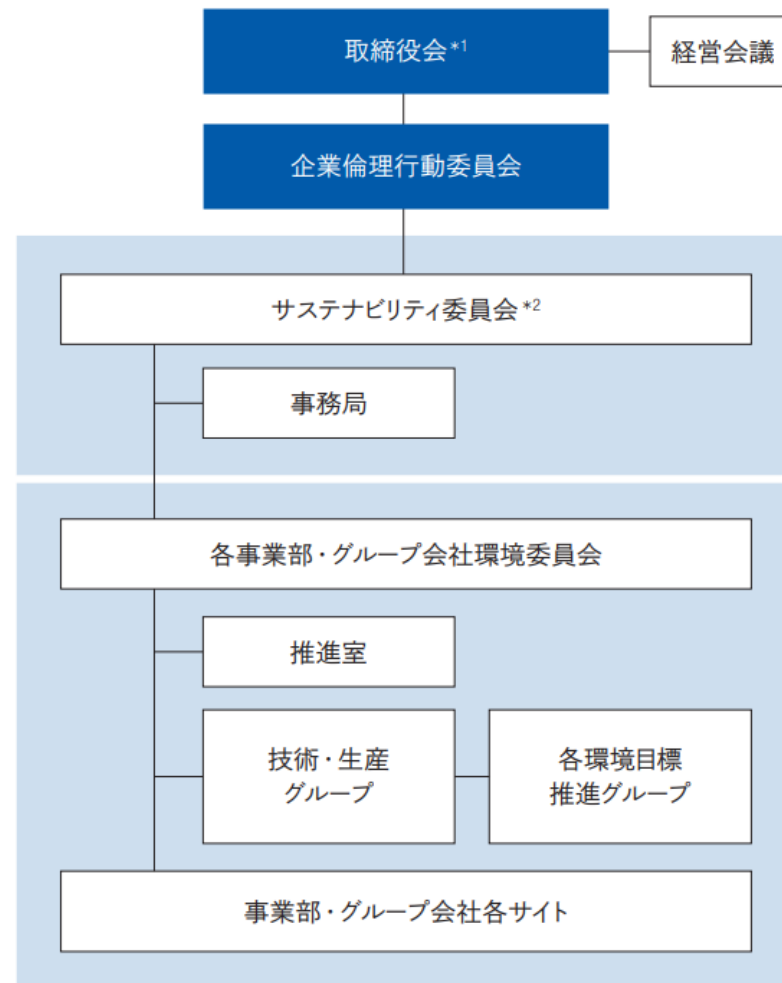 取締役会*1
経営会議
企業倫理行動委員会
サステナビリティ委員会*2
事務局
各事業部・グループ会社環境委員会
推進室
技術・生産
グループ
各環境目標
推進グループ
事業部・グループ会社各サイト